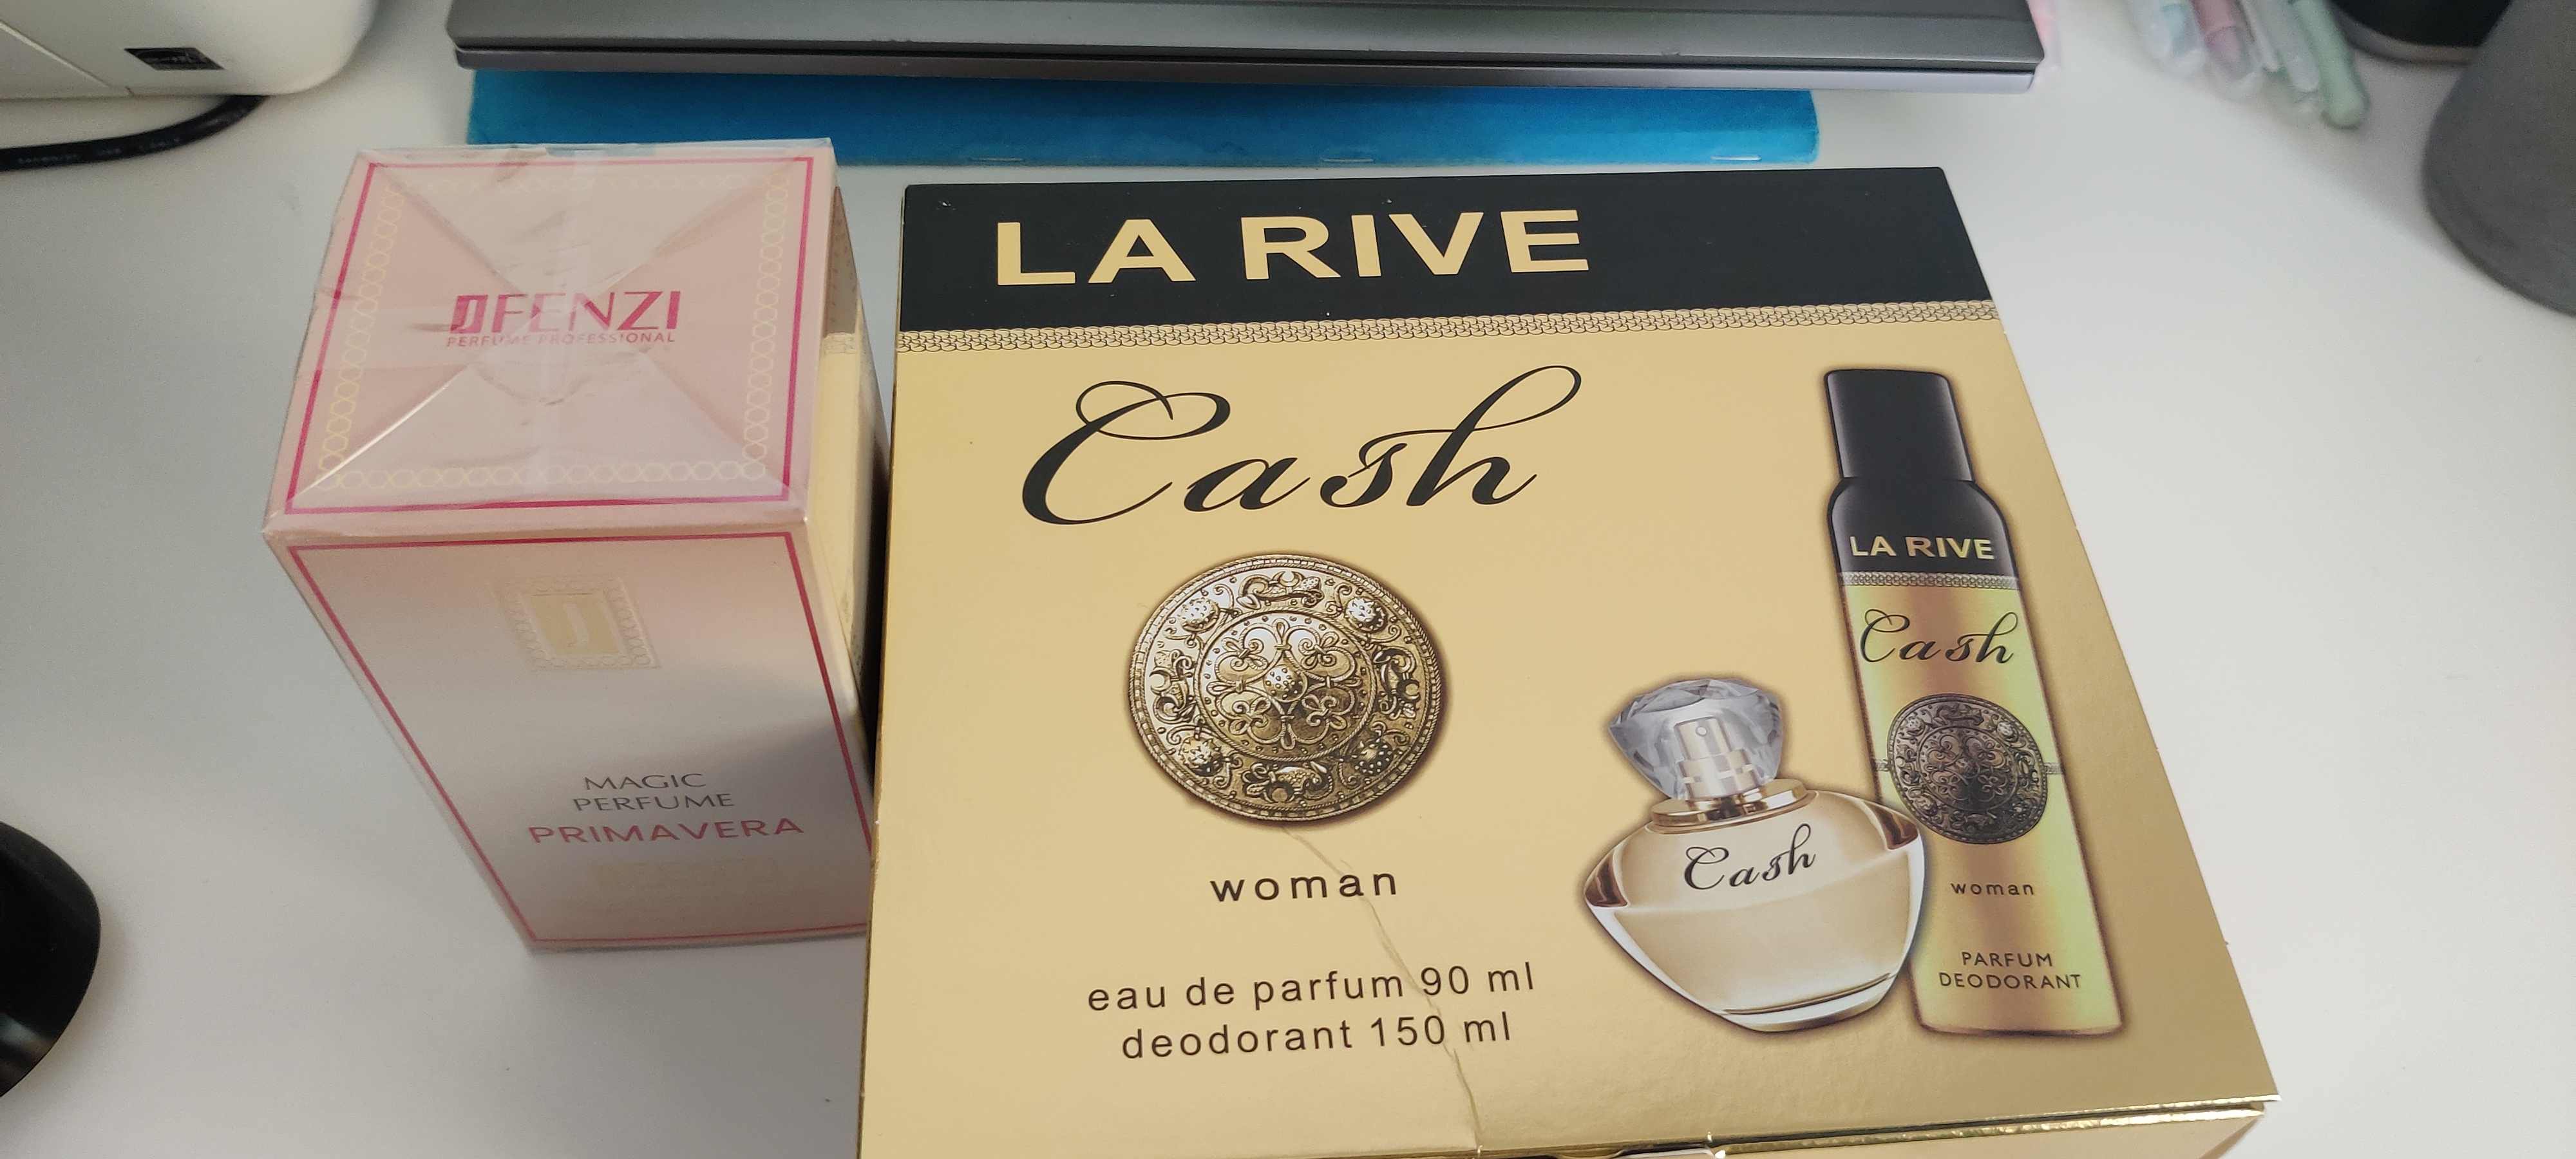 JFENZI
PERFUME PROFESSIONAL
MAGIC
PERFUME
PRIMAVERA
LA RIVE
Cash
woman
eau de parfum 90 ml
deodorant 150 ml
Cash
LA RIVE
Cash
woman
PARFUM
DEODORANT